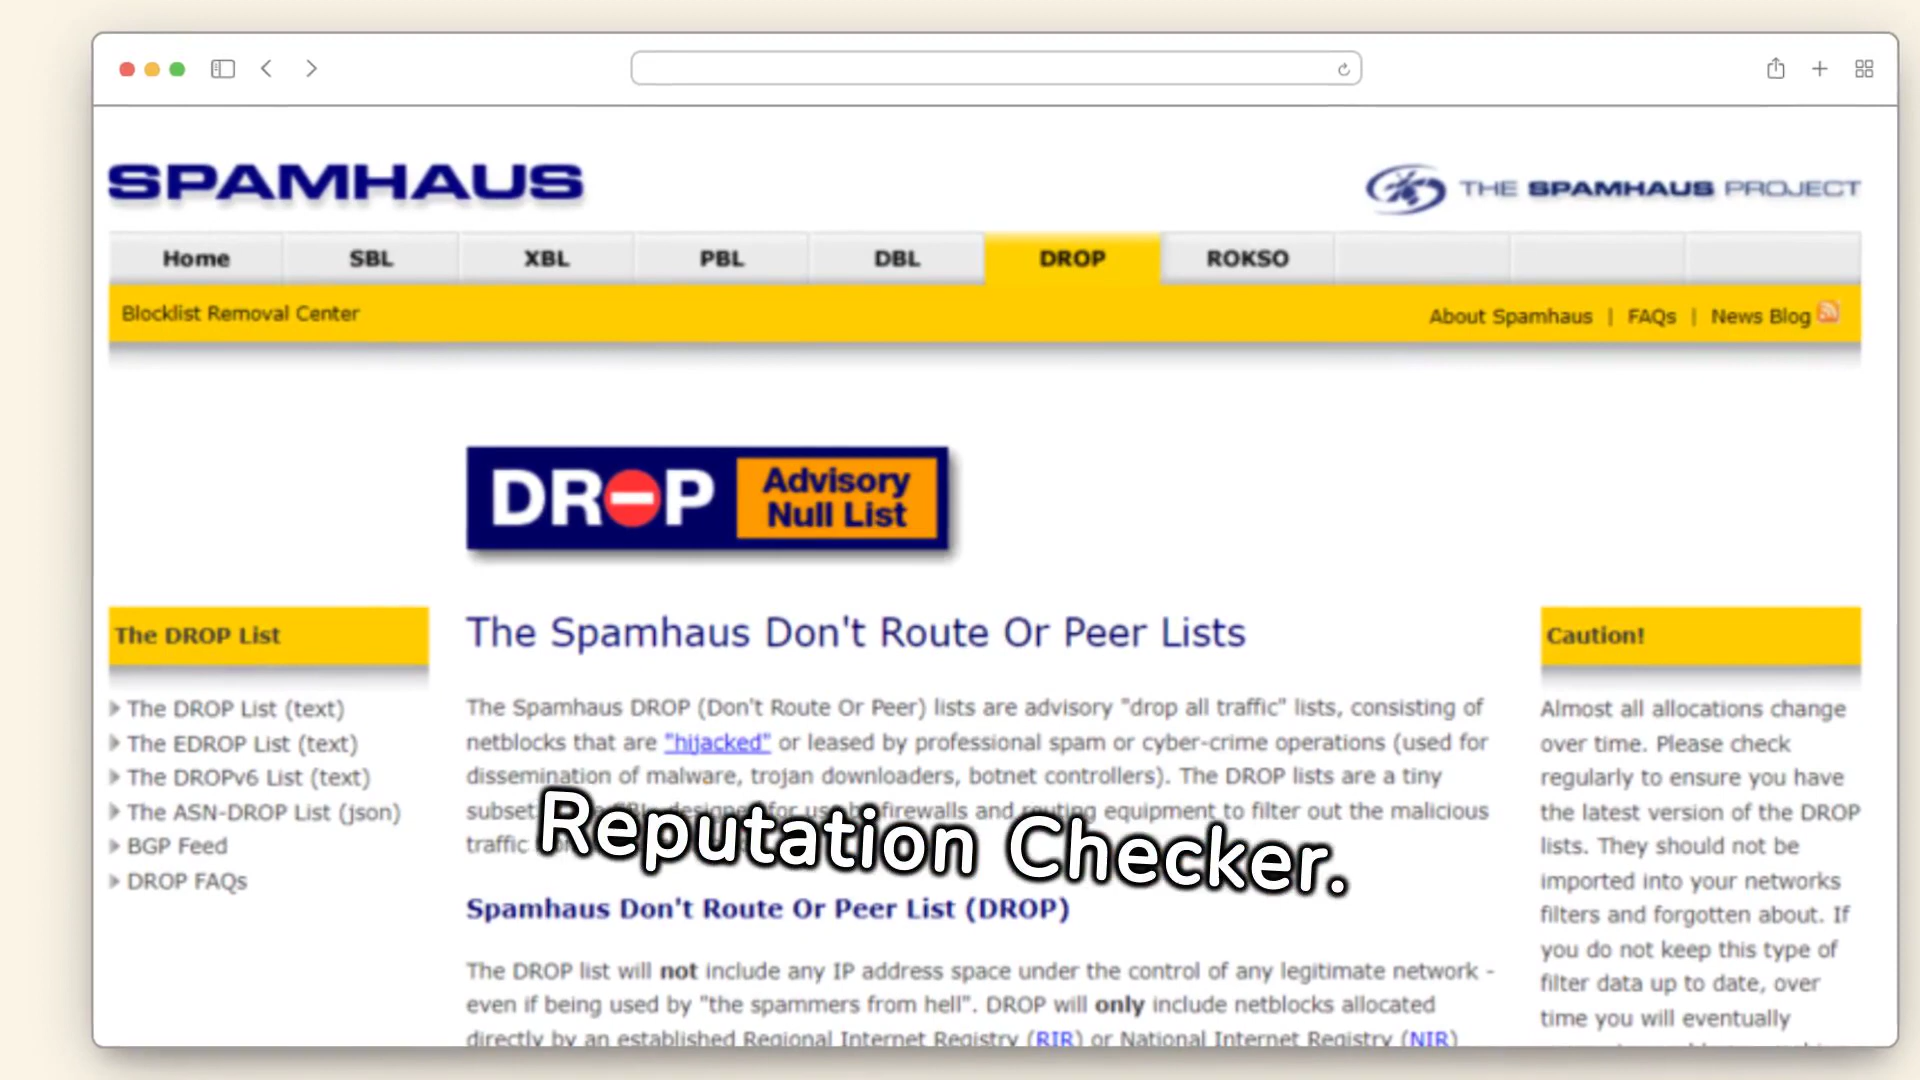 SPAMHAUS
THE SPAMHAUS PROJECT
Home SBL XBL PBL DBL DROP ROKSO
Blocklist Removal Center
About Spamhaus | FAQs | News Blog
DROP
Advisory
Null List
The DROP List
The DROP List (text)
The EDROP List (text)
The DROPv6 List (text)
The ASN-DROP List (json)
BGP Feed
DROP FAQs
The Spamhaus Don't Route Or Peer Lists
The Spamhaus DROP (Don't Route Or Peer) lists are advisory "drop all traffic" lists, consisting of
netblocks that are "hijacked" or leased by professional spam or cyber-crime operations (used for
dissemination of malware, trojan downloaders, botnet controllers). The DROP lists are a tiny
subset designed for use by firewalls and routing equipment to filter out the malicious
traffic
Reputation Checker.
Spamhaus Don't Route Or Peer List (DROP)
The DROP list will not include any IP address space under the control of any legitimate network -
even if being used by "the spammers from hell". DROP will only include netblocks allocated
directly by an established Regional Internet Registry (RIR) or National Internet Registry (NIR)
Caution!
Almost all allocations change
over time. Please check
regularly to ensure you have
the latest version of the DROP
lists. They should not be
imported into your networks
filters and forgotten about. If
you do not keep this type of
filter data up to date, over
time you will eventually